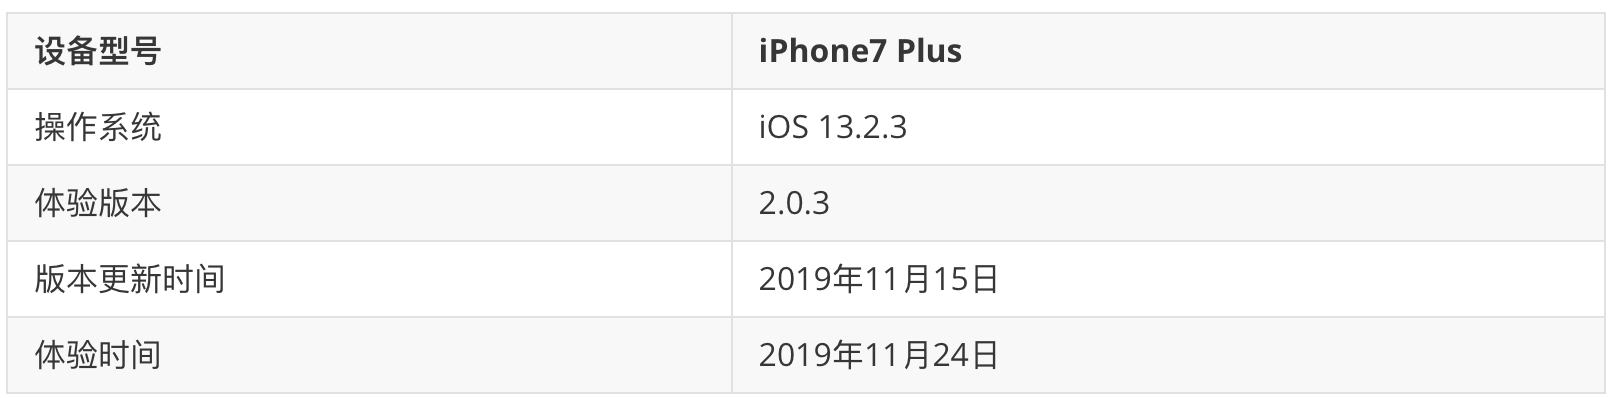 设备型号 iPhone7 Plus
操作系统 iOS 13.2.3
体验版本 2.0.3
版本更新时间 2019年11月15日
体验时间 2019年11月24日